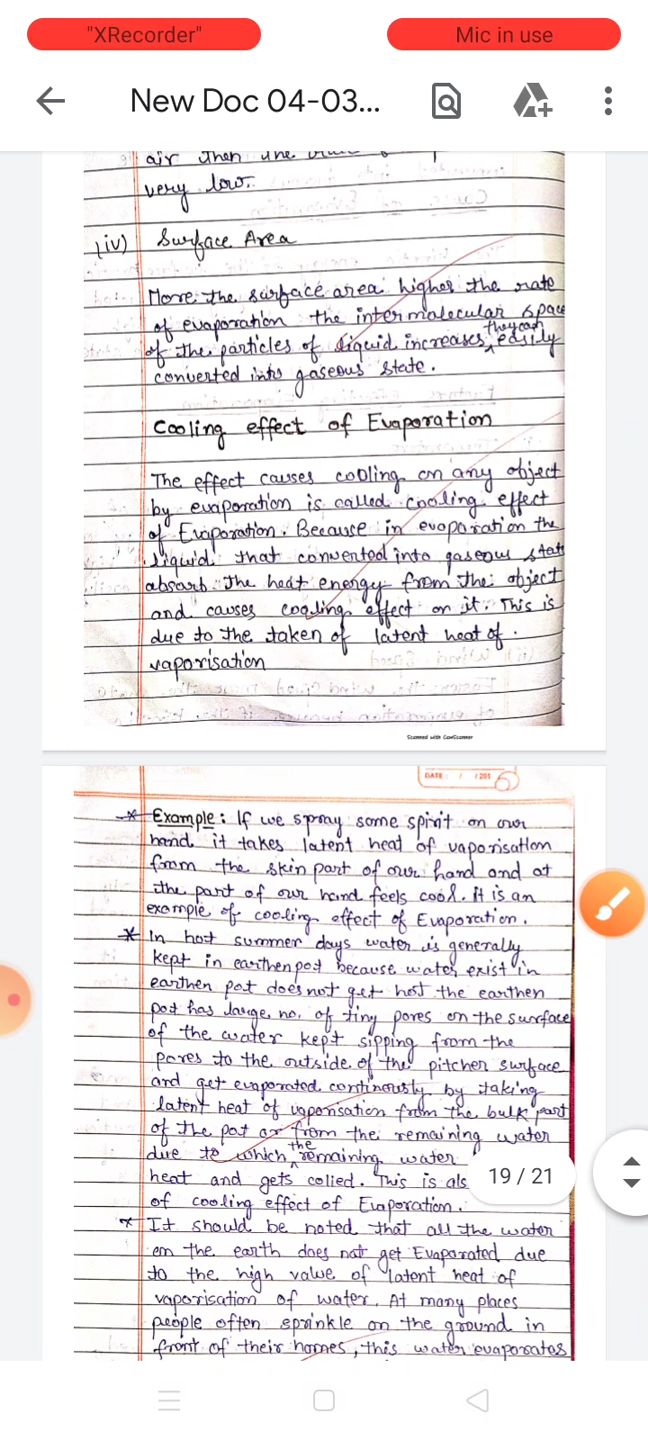 "XRecorder"
Mic in use
New Doc 04-03...
air then the
very low.
(iv) Surface Area
More the surface area higher the rate
of evaporation the intermolecular space
they can
of the particles of liquid increases, easily
converted into gaseous state.
Cooling effect of Evaporation
The effect causes cooling on any object
by evaporation is called cooling effect
of Evaporation. Because in evaporation the
liquid that converted into gaseous state
absorb the heat energy from the object
and causes cooling effect on it. This is
due to the taken of latent heat of
vaporisation
Scanned with CamScanner
DATE: / /201
* Example: If we spray some spirit on our
hand it takes latent heat of vaporisation
from the skin part of our hand and at
the part of our hand feels cool. It is an
example of cooling effect of Evaporation.
* In hot summer days water is generally
kept in earthenpot because water exist in
earthen pot does not get hot the earthen
pot has large no. of tiny pores on the surface
of the water kept sipping from the
pores to the outside of the pitcher surface
and get evaporated continously by taking
latent heat of vaporisation from the bulk part
of the pot or from the remaining water
the
due to which remaining water
heat and gets colled. This is als
of cooling effect of Evaporation.
* It should be noted that all the water
on the earth does not get Evaporated due
to the high value of latent heat of
vaporisation of water. At many places
people often sprinkle on the ground in
front of their homes, this water evaporates
19 / 21